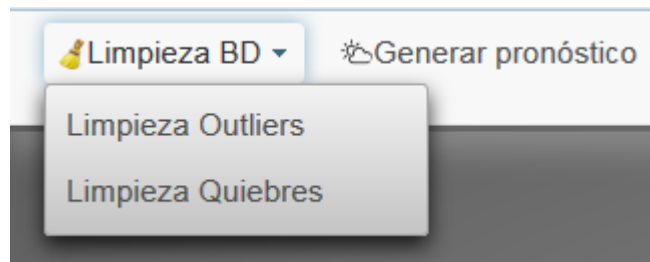 Limpieza BD Generar pronóstico
Limpieza Outliers
Limpieza Quiebres